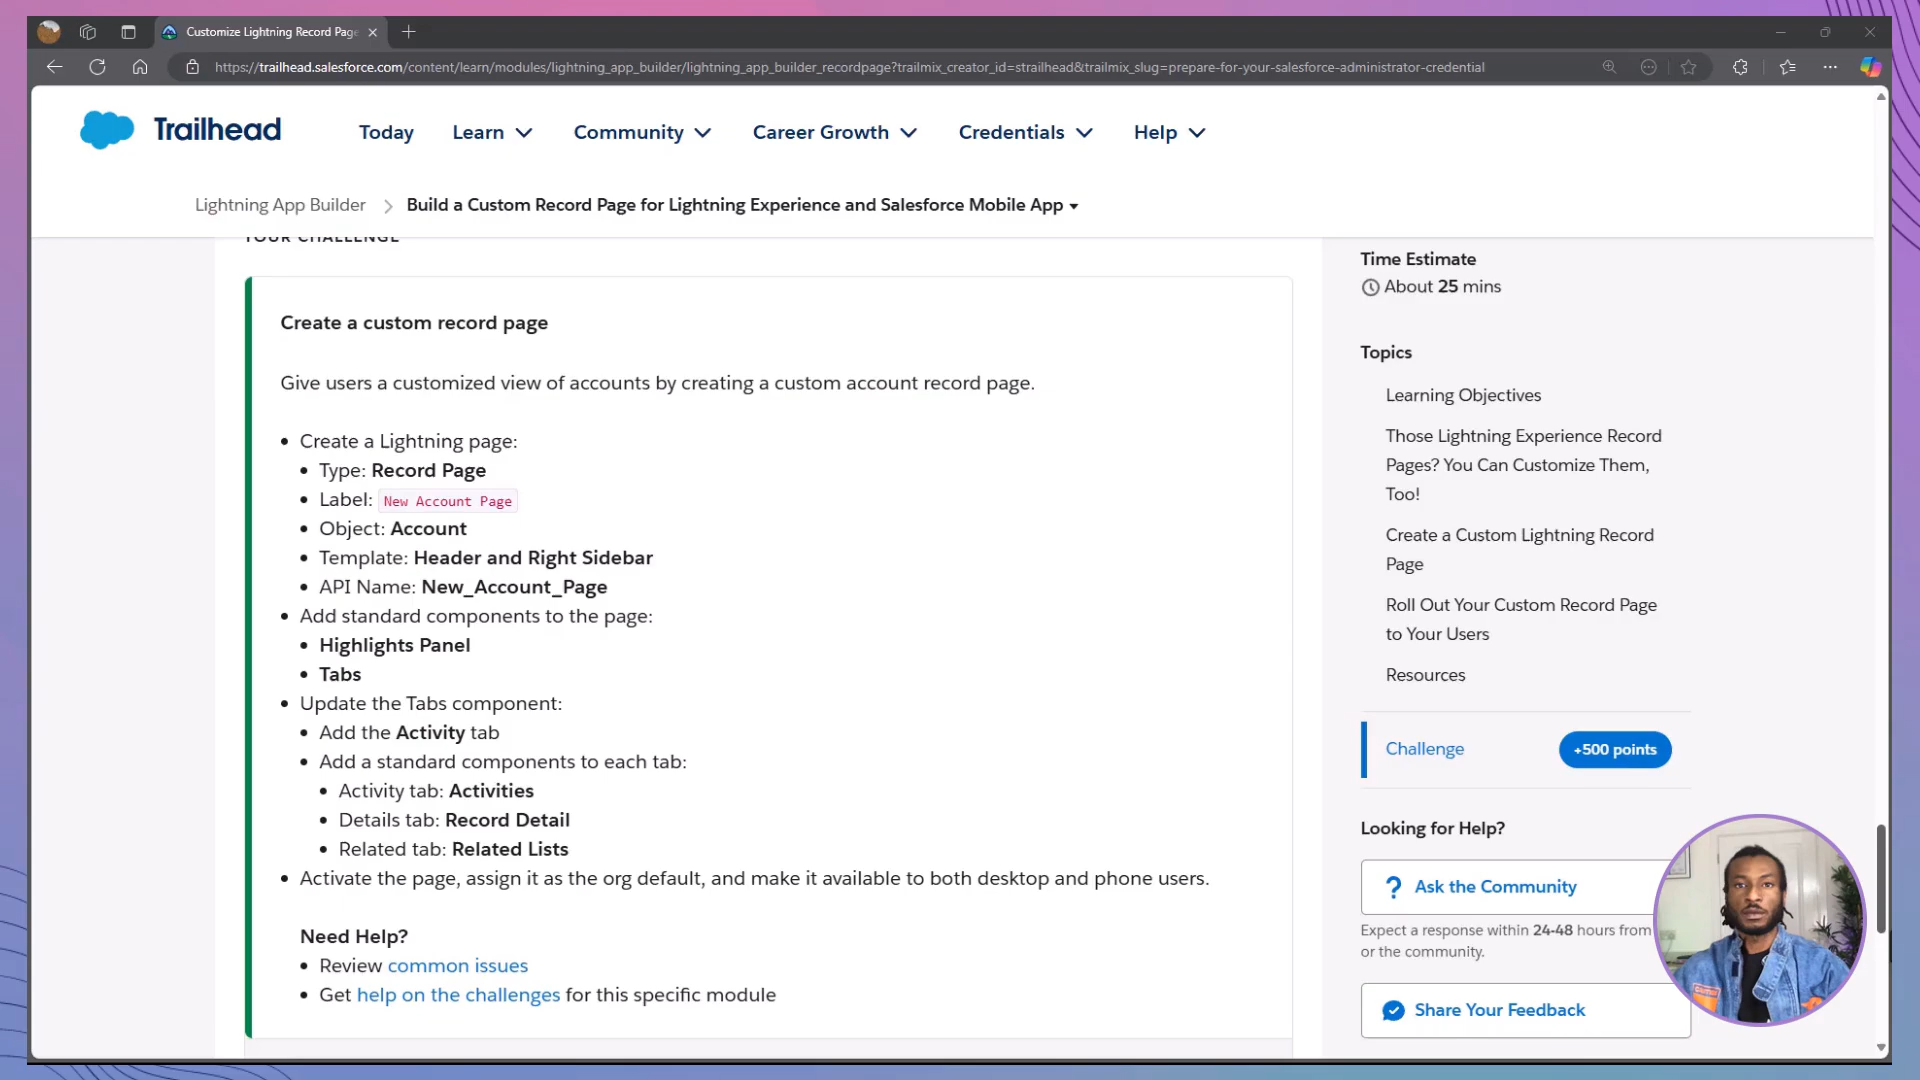 Customize Lightning Record Page
https://trailhead.salesforce.com/content/learn/modules/lightning_app_builder/lightning_app_builder_recordpage?trailmix_creator_id=strailhead&trailmix_slug=prepare-for-your-salesforce-administrator-credential
Trailhead
Today
Learn
Community
Career Growth
Credentials
Help
Lightning App Builder
Build a Custom Record Page for Lightning Experience and Salesforce Mobile App
YOUR CHALLENGE
Create a custom record page
Give users a customized view of accounts by creating a custom account record page.
• Create a Lightning page:
• Type: Record Page
• Label: New Account Page
• Object: Account
• Template: Header and Right Sidebar
• API Name: New_Account_Page
• Add standard components to the page:
• Highlights Panel
• Tabs
• Update the Tabs component:
• Add the Activity tab
• Add a standard components to each tab:
• Activity tab: Activities
• Details tab: Record Detail
• Related tab: Related Lists
• Activate the page, assign it as the org default, and make it available to both desktop and phone users.
Need Help?
• Review common issues
• Get help on the challenges for this specific module
Time Estimate
About 25 mins
Topics
Learning Objectives
Those Lightning Experience Record
Pages? You Can Customize Them,
Too!
Create a Custom Lightning Record
Page
Roll Out Your Custom Record Page
to Your Users
Resources
Challenge
+500 points
Looking for Help?
Ask the Community
Expect a response within 24-48 hours from
or the community.
Share Your Feedback